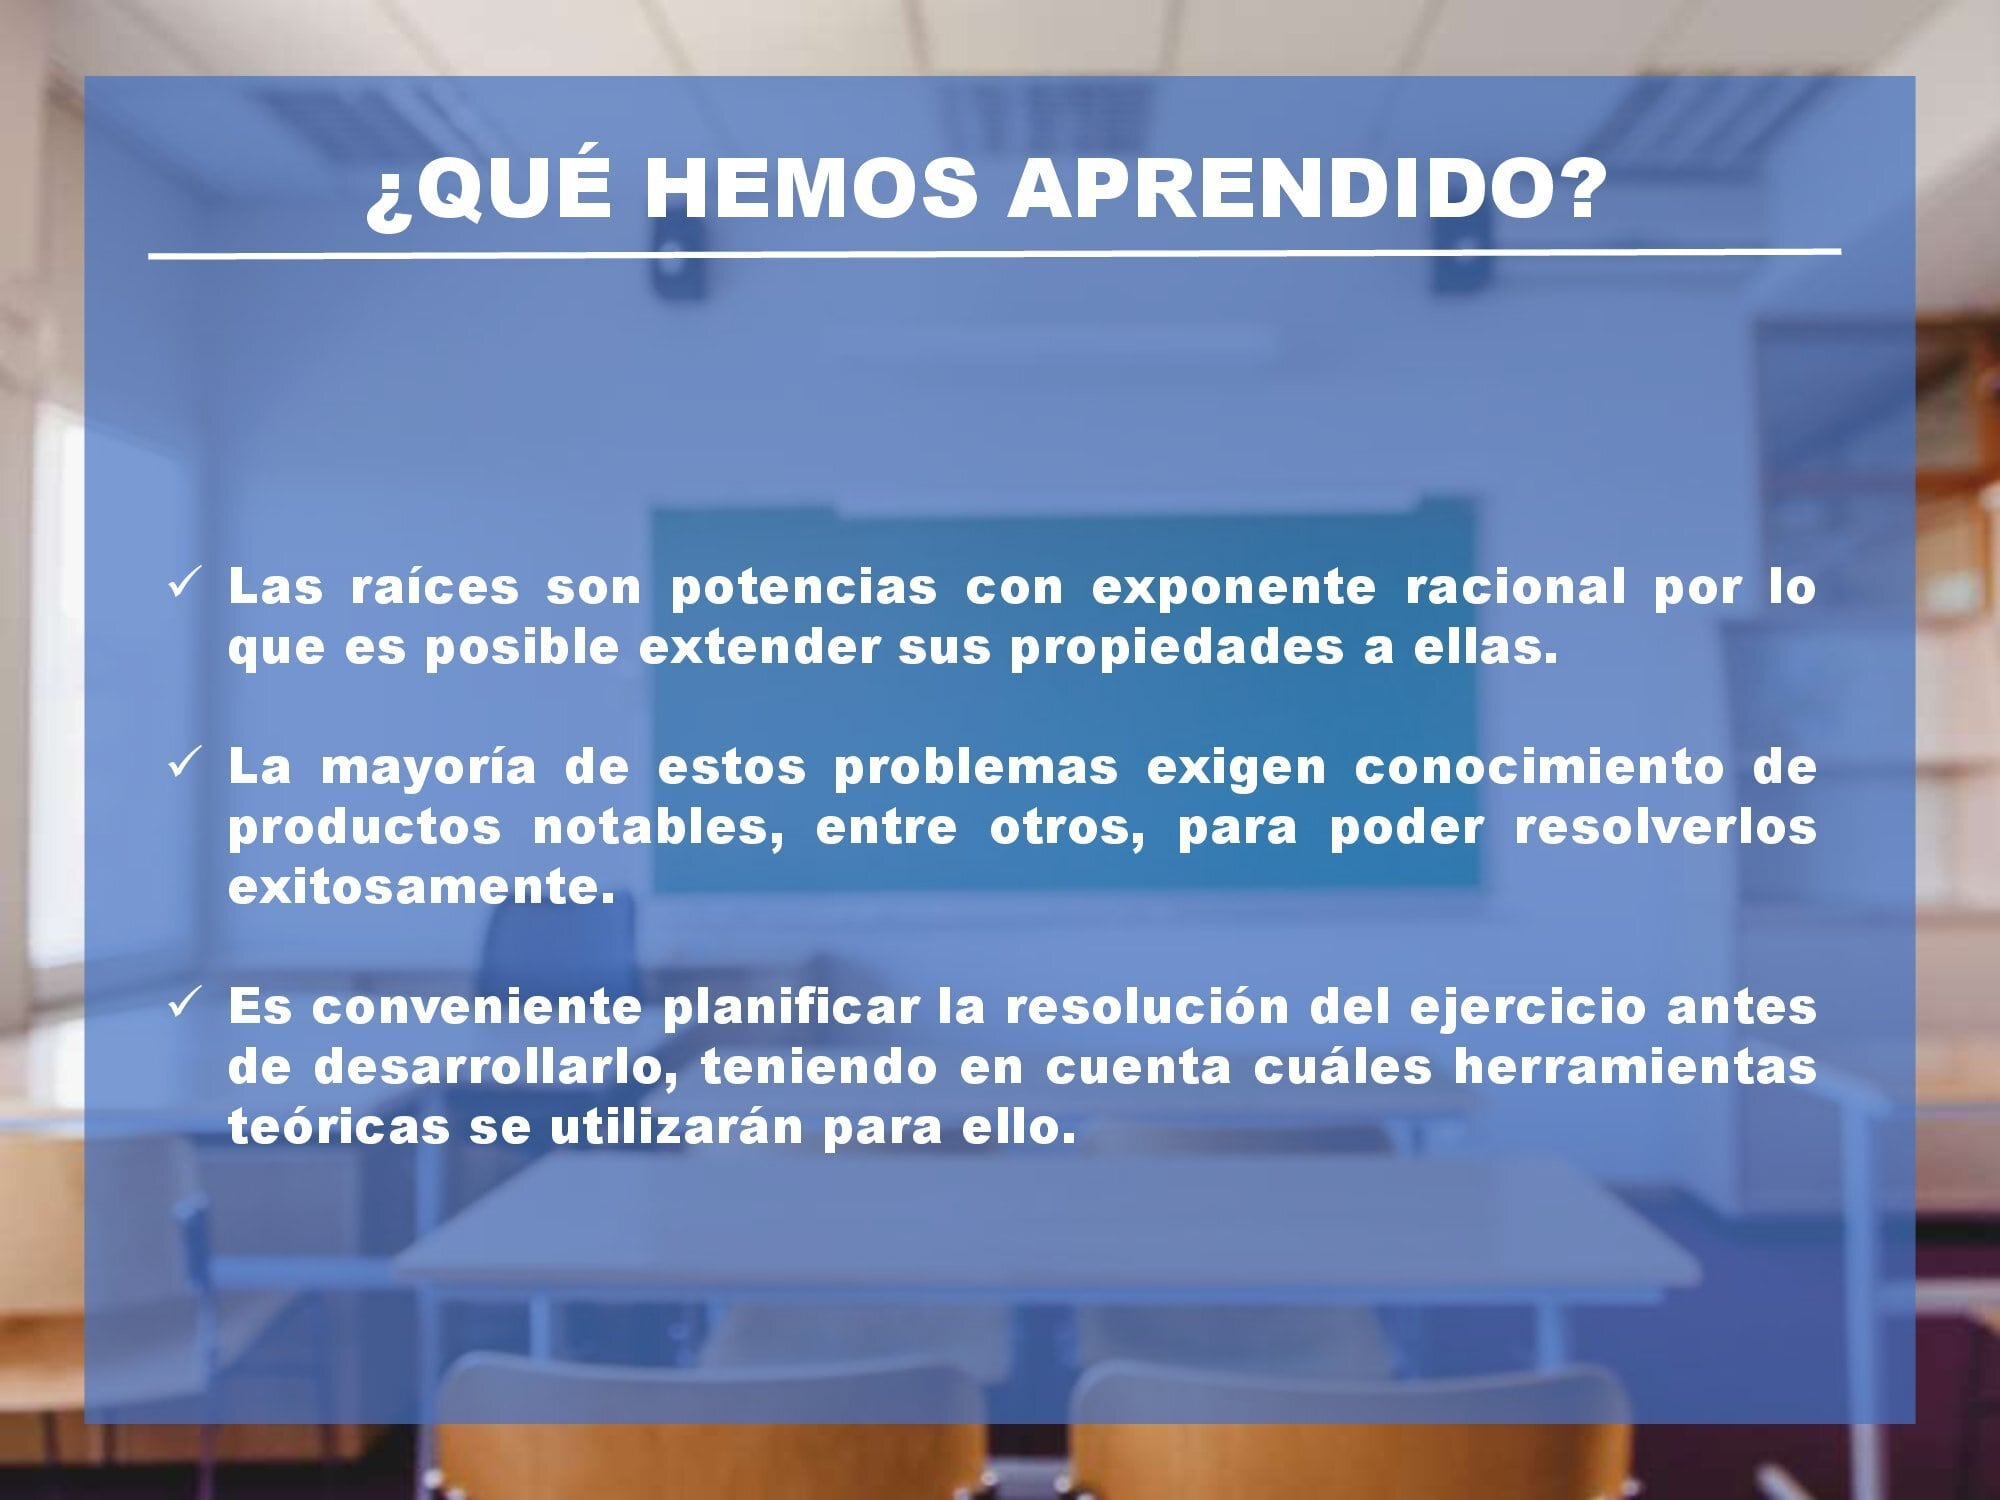 ¿QUÉ HEMOS APRENDIDO?
✓ Las raíces son potencias con exponente racional por lo
que es posible extender sus propiedades a ellas.
✓ La mayoría de estos problemas exigen conocimiento de
productos notables, entre otros, para poder resolverlos
exitosamente.
✓ Es conveniente planificar la resolución del ejercicio antes
de desarrollarlo, teniendo en cuenta cuáles herramientas
teóricas se utilizarán para ello.